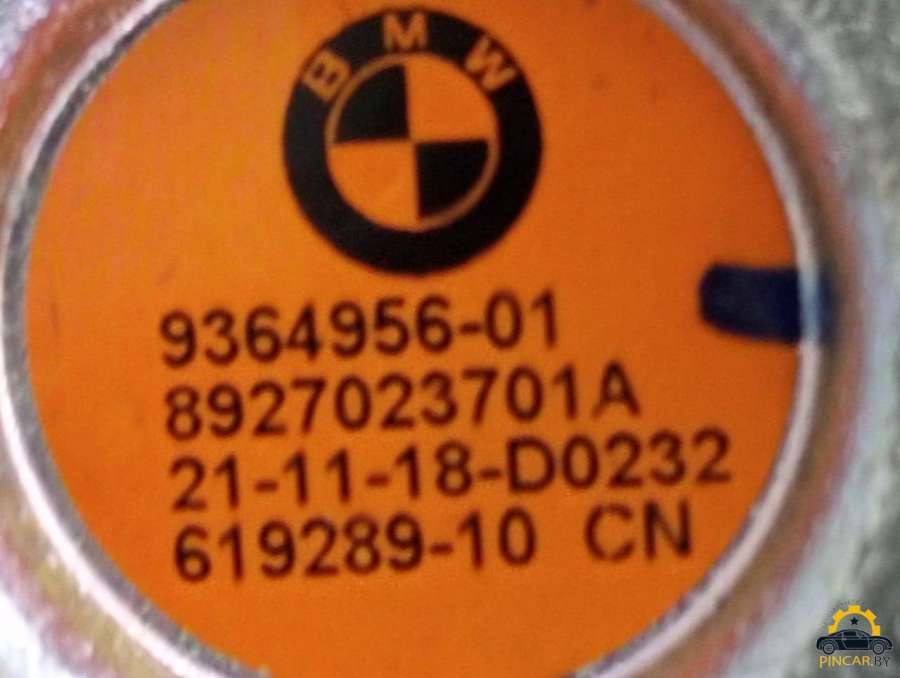 BMW
9364956-01
8927023701A
21-11-18-D0232
619289-10 CN
PINCAR.BY